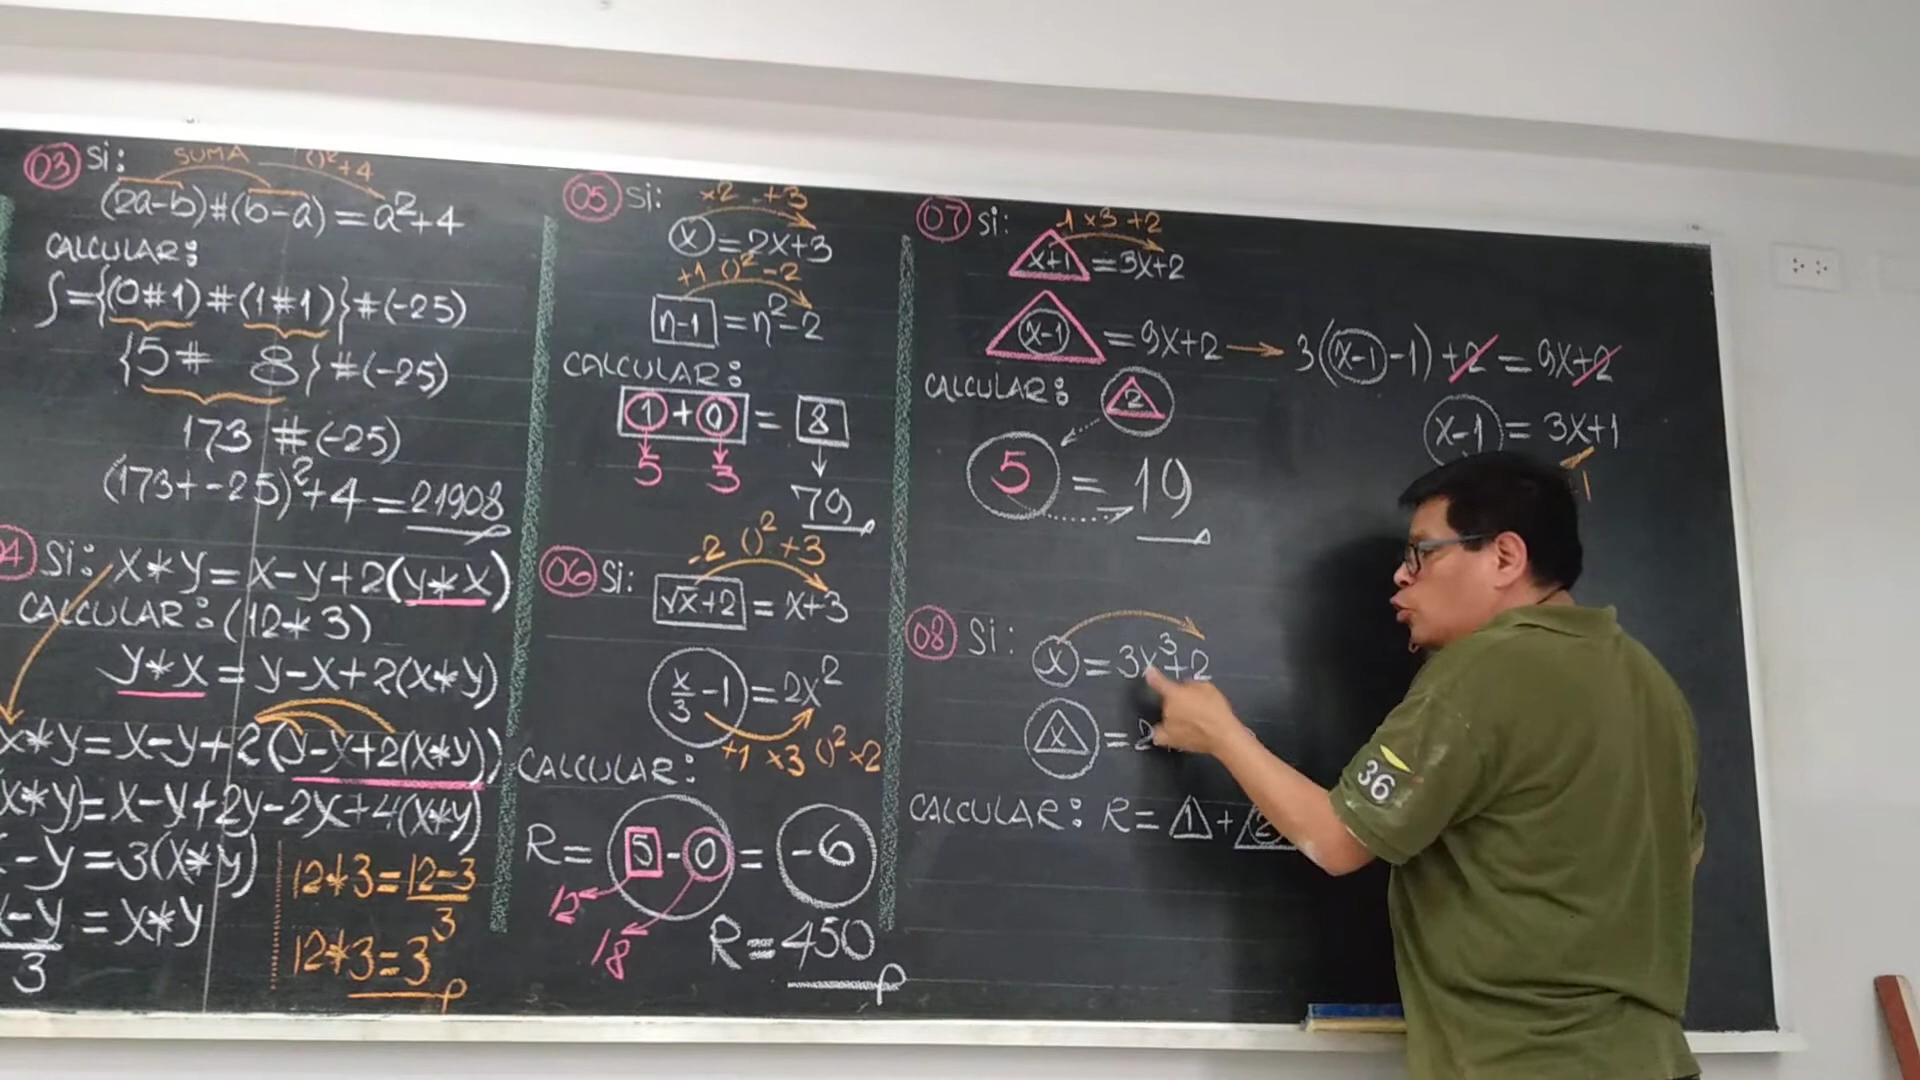 03 Si: SUMA ()²+4
(2a-b)#(b-a)=a²+4
CALCULAR:
S={(0#1)#(1#1)}#(-25)
{5# 8}#(-25)
173 #(-25)
(173+-25)²+4=21908
04 Si: x*y=x-y+2(y*x)
CALCULAR: (12*3)
y*x=y-x+2(x*y)
x*y=x-y+2(y-x+2(x*y))
x*y)=x-y+2y-2x+4(x*y)
x-y=3(x*y)
x-y/3=x*y
12*3=12-3/3
12*3=3
05 Si: ×2 +3
x=2x+3
+1 ()²-2
n-1=n²-2
CALCULAR:
1+0=8
5 3 79
06 Si: -2 ()²+3
√x+2=x+3
x/3-1=2x²
+1 ×3 ()²×2
CALCULAR:
R=5-0=-6
12
18 R=450
07 Si: -1×3+2
x+1=3x+2
x-1=9x+2→3(x-1-1)+2=9x+2
CALCULAR: 2
x-1=3x+1
5=19
1
08 Si:
x=3x³+2
x=2
CALCULAR: R=1+2
36